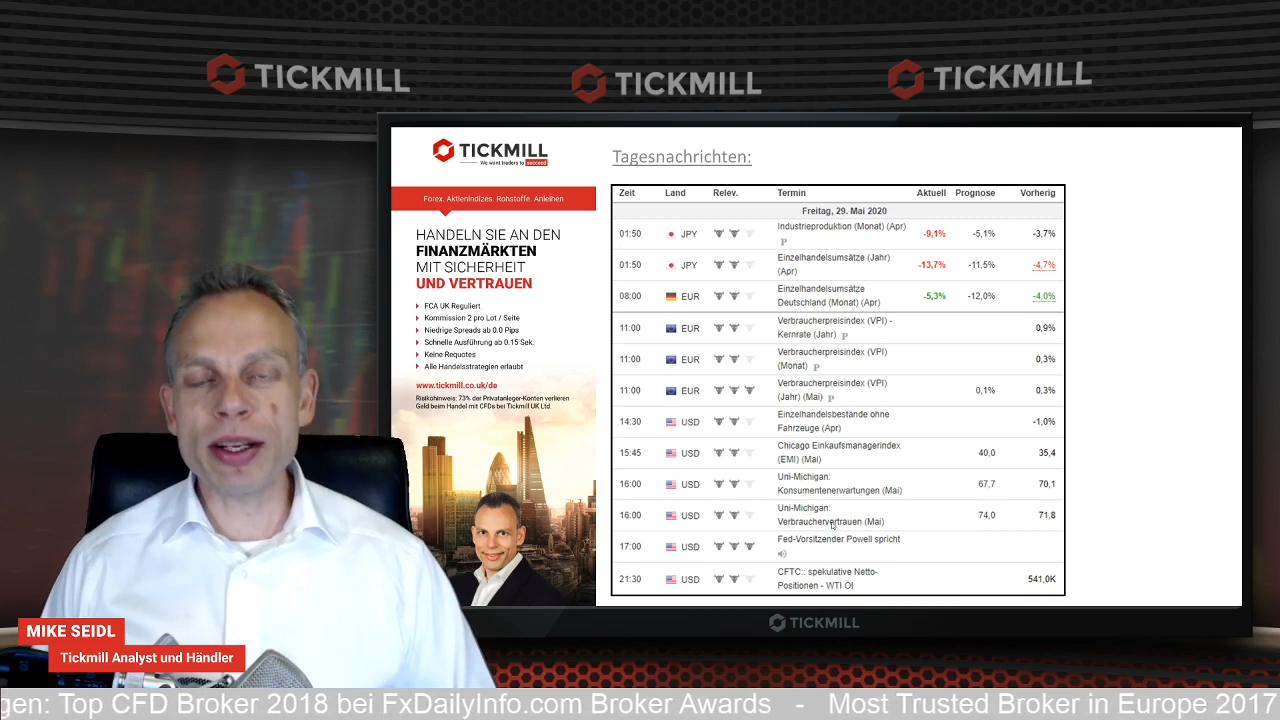 TICKMILL
TICKMILL
TICKMILL
TICKMILL
We want traders to succeed
Forex. Aktienindizes. Rohstoffe. Anleihen
HANDELN SIE AN DEN
FINANZMÄRKTEN
MIT SICHERHEIT
UND VERTRAUEN
FCA UK Reguliert
Kommission 2 pro Lot / Seite
Niedrige Spreads ab 0.0 Pips
Schnelle Ausführung ab 0.15 Sek.
Keine Requotes
Alle Handelsstrategien erlaubt
www.tickmill.co.uk/de
Risikohinweis: 73% der Privatanleger-Konten verlieren
Geld beim Handel mit CFDs bei Tickmill UK Ltd.
Tagesnachrichten:
Zeit Land Relev. Termin Aktuell Prognose Vorherig
Freitag, 29. Mai 2020
01:50 JPY Industrieproduktion (Monat) (Apr) P -9,1% -5,1% -3,7%
01:50 JPY Einzelhandelsumsätze (Jahr)
(Apr) -13,7% -11,5% -4,7%
08:00 EUR Einzelhandelsumsätze
Deutschland (Monat) (Apr) -5,3% -12,0% -4,0%
11:00 EUR Verbraucherpreisindex (VPI) -
Kernrate (Jahr) P 0,9%
11:00 EUR Verbraucherpreisindex (VPI)
(Monat) P 0,3%
11:00 EUR Verbraucherpreisindex (VPI)
(Jahr) (Mai) P 0,1% 0,3%
14:30 USD Einzelhandelsbestände ohne
Fahrzeuge (Apr) -1,0%
15:45 USD Chicago Einkaufsmanagerindex
(EMI) (Mai) 40,0 35,4
16:00 USD Uni-Michigan:
Konsumentenerwartungen (Mai) 67,7 70,1
16:00 USD Uni-Michigan:
Verbrauchervertrauen (Mai) 74,0 71,8
17:00 USD Fed-Vorsitzender Powell spricht
21:30 USD CFTC:: spekulative Netto-
Positionen - WTI Öl 541,0K
TICKMILL
MIKE SEIDL
Tickmill Analyst und Händler
gen: Top CFD Broker 2018 bei FxDailyInfo.com Broker Awards - Most Trusted Broker in Europe 2017